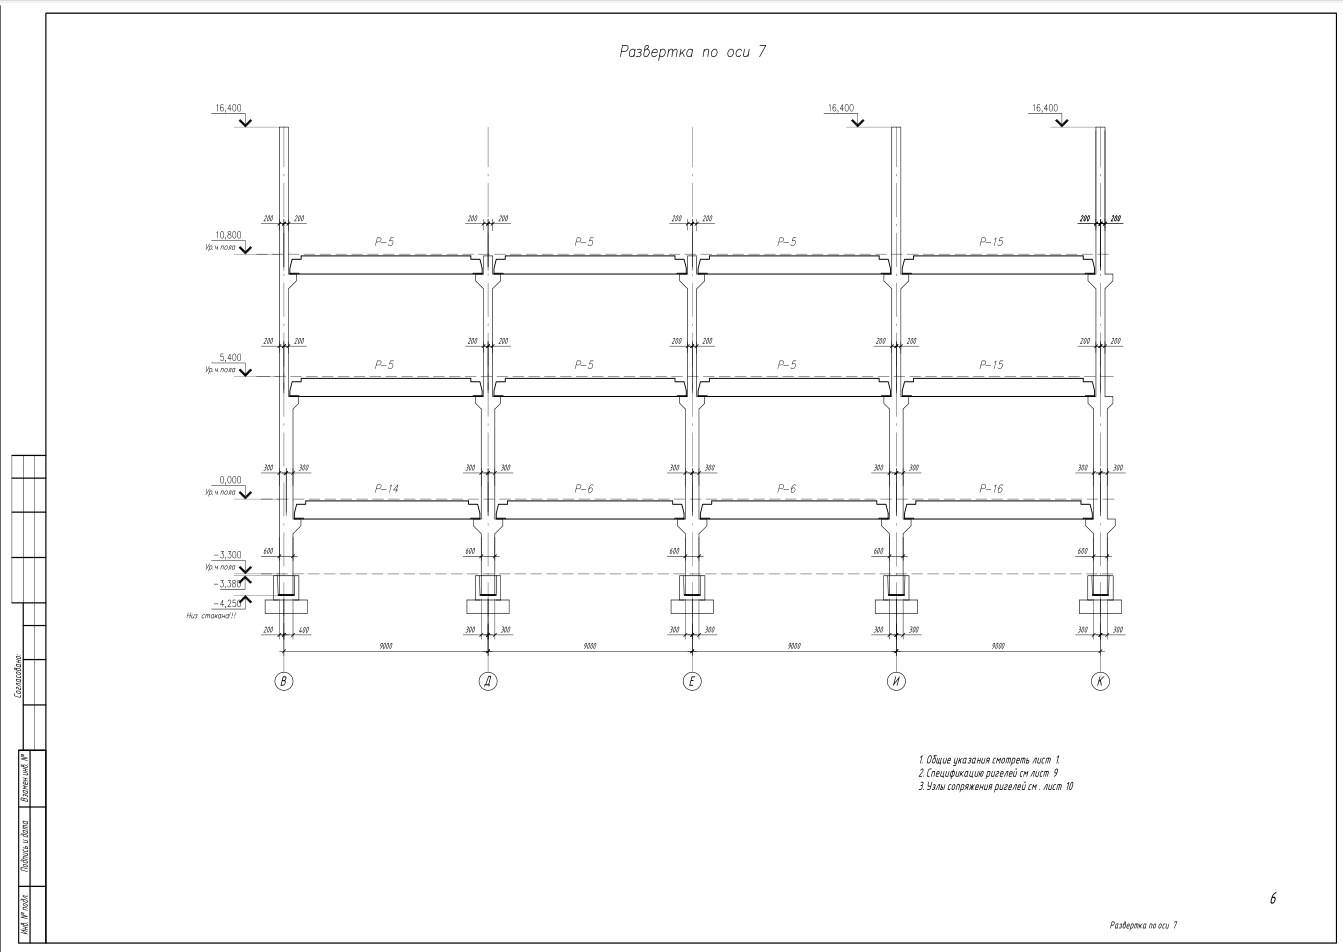 Развертка по оси 7
16,400 16,400 16,400
200 200 200 200 200 200 200 200
10,800
Ур.ч.пола
Р-5 Р-5 Р-5 Р-15
200 200 200 200 200 200 200 200 200 200
5,400
Ур.ч.пола
Р-5 Р-5 Р-5 Р-15
300 300 300 300 300 300 300 300 300 300
0,000
Ур.ч.пола
Р-14 Р-6 Р-6 Р-16
600 600 600 600 600
-3,300
Ур.ч.пола
-3,380
-4,250
Низ стакана!!!
200 400 300 300 300 300 300 300 300 300
9000 9000 9000 9000
В Д Е И К
1. Общие указания смотреть лист 1.
2. Спецификацию ригелей см лист 9
3. Узлы сопряжения ригелей см . лист 10
Согласовано:
Взамен инв. №
Подпись и дата
Инв. № подл.
6
Развертка по оси 7